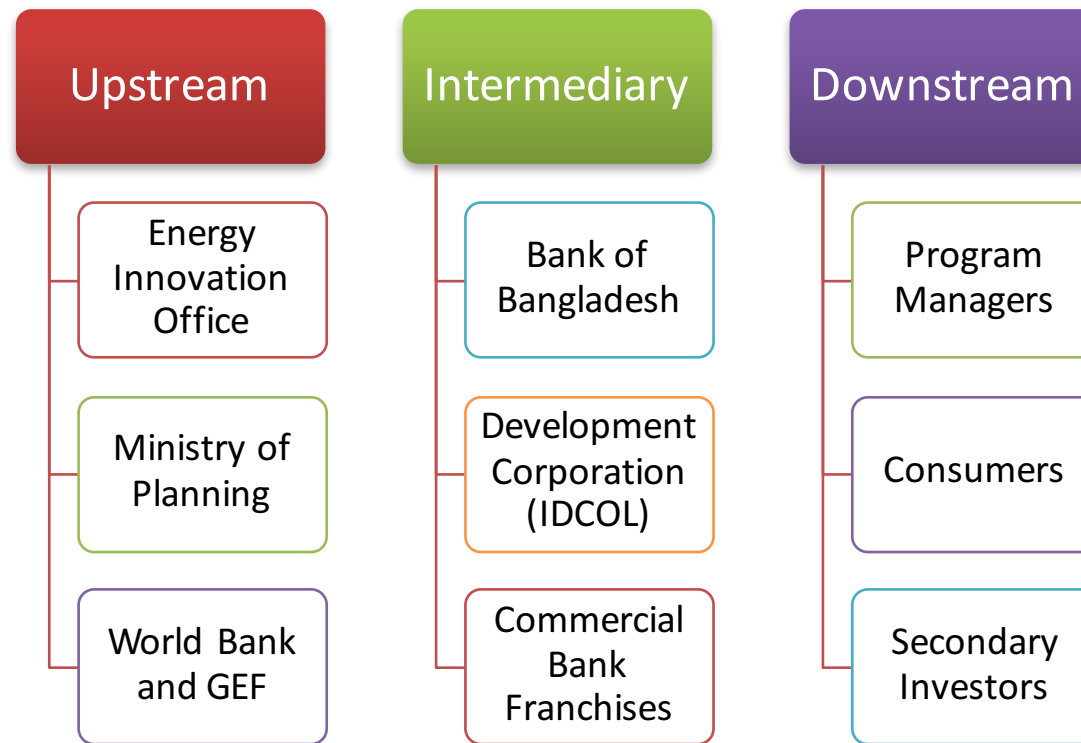 Upstream
Energy
Innovation
Office
Ministry of
Planning
World Bank
and GEF
Intermediary
Bank of
Bangladesh
Development
Corporation
(IDCOL)
Commercial
Bank
Franchises
Downstream
Program
Managers
Consumers
Secondary
Investors